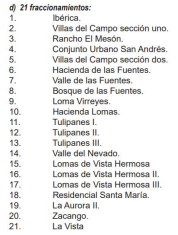 d) 21 fraccionamientos:
1. Ibérica.
2. Villas del Campo sección uno.
3. Rancho El Mesón.
4. Conjunto Urbano San Andrés.
5. Villas del Campo sección dos.
6. Hacienda de las Fuentes.
7. Valle de las Fuentes.
8. Bosque de las Fuentes.
9. Loma Virreyes.
10. Hacienda Lomas.
11. Tulipanes I.
12. Tulipanes II.
13. Tulipanes III.
14. Valle del Nevado.
15. Lomas de Vista Hermosa
16. Lomas de Vista Hermosa II.
17. Lomas de Vista Hermosa III.
18. Residencial Santa María.
19. La Aurora II.
20. Zacango.
21. La Vista